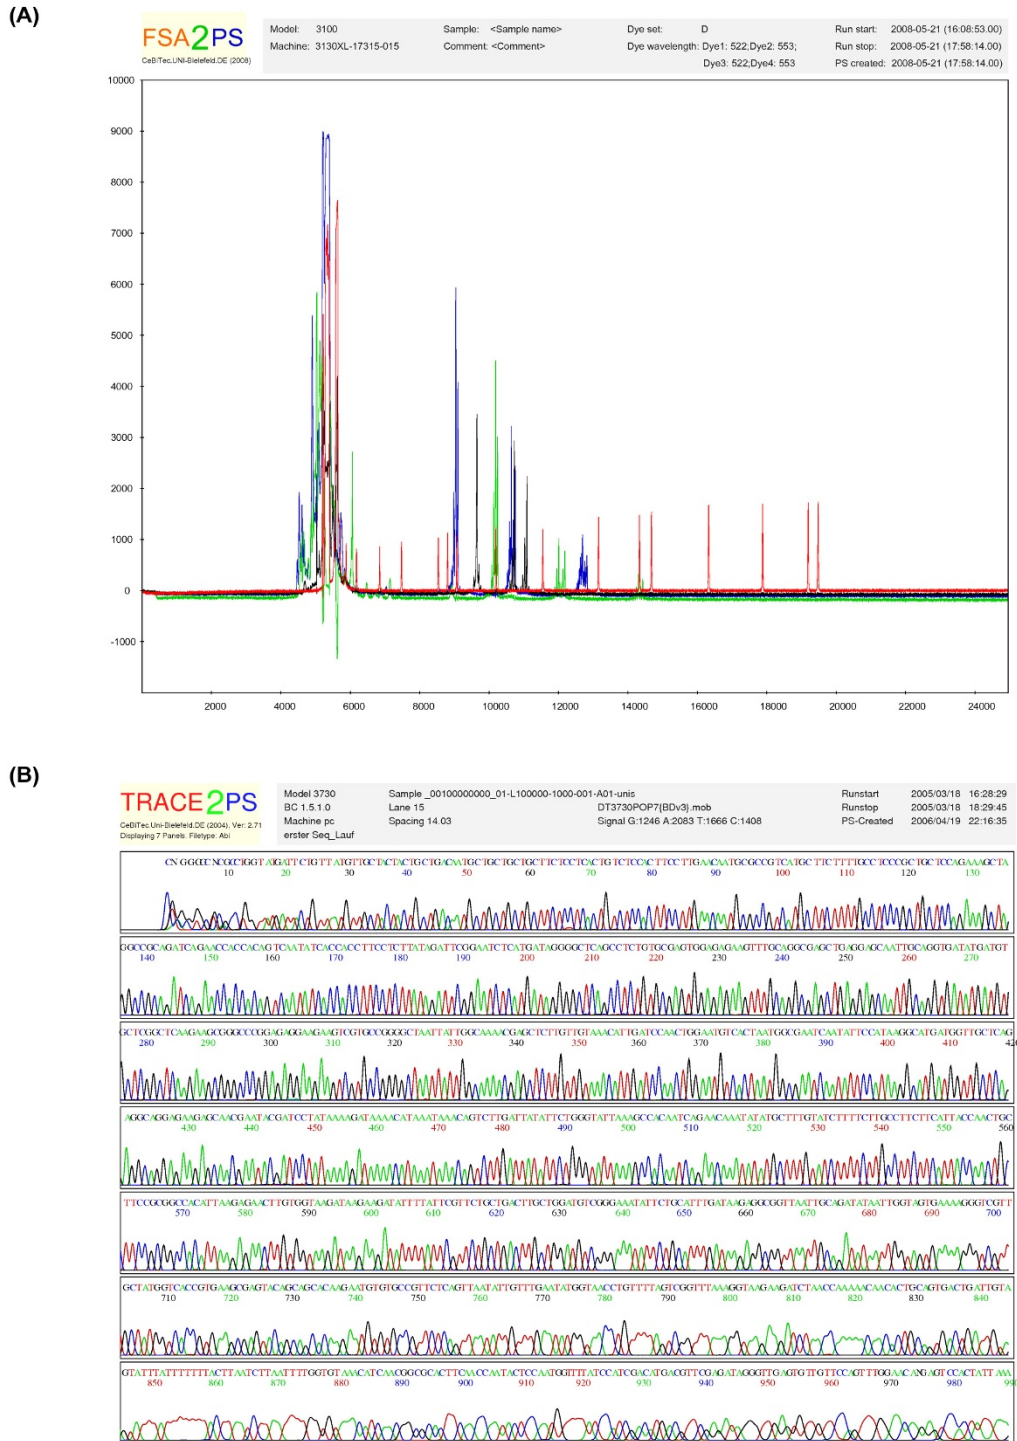 (A)
FSA2PS
CeBiTec.UNI-Bielefeld.DE (2008)
Model: 3100 Sample: <Sample name> Dye set: D Run start: 2008-05-21 (16:08:53.00)
Machine: 3130XL-17315-015 Comment: <Comment> Dye wavelength: Dye1: 522;Dye2: 553; Run stop: 2008-05-21 (17:58:14.00)
Dye3: 522;Dye4: 553 PS created: 2008-05-21 (17:58:14.00)
10000
9000
8000
7000
6000
5000
4000
3000
2000
1000
0
-1000
2000 4000 6000 8000 10000 12000 14000 16000 18000 20000 22000 24000
(B)
TRACE2PS
CeBiTec.Uni-Bielefeld.DE (2004), Ver: 2.71
Displaying 7 Panels. Filetype: Abi
Model 3730 Sample _00100000000_01-L100000-1000-001-A01-unis Runstart 2005/03/18 16:28:29
BC 1.5.1.0 Lane 15 DT3730POP7{BDv3}.mob Runstop 2005/03/18 18:29:45
Machine pc Spacing 14.03 Signal G:1246 A:2083 T:1666 C:1408 PS-Created 2006/04/19 22:16:35
erster Seq_Lauf
10 20 30 40 50 60 70 80 90 100 110 120 130
GGCCGCAGATCAGAACCACCACAGTCAATATCACCACCTTCCTCTTATAGATTCGGAATCTCATGATAGGGGCTCAGCCTCTGTGCGAGTGGAGAGAAGTTTGCAGGCGAGCTGAGGAGCAATTGCAGGTGATATGATGT
140 150 160 170 180 190 200 210 220 230 240 250 260 270
GCTCGGCTCAAGAAGCGGGCCCGGAGAGGAAGAAGTCGTGCCGGGGCTAATTATTGGCAAAACGAGCTCTTGTTGTAAACATTGATCCAACTGGAATGTCACTAATGGCGAATCAATATTCCATAAGGCATGATGGTTGCTCAG
280 290 300 310 320 330 340 350 360 370 380 390 400 410 420
AGGCAGGAGAAGAGCAACGAATACGATCCTATAAAAGATAAAACATAAATAAACAGTCTTGATTATATTCTGGGTATTAAAGCCACAATCAGAACAAATATATGCTTTGTATCTTTTCTTGCCTTCTTCATTACCAACTGC
430 440 450 460 470 480 490 500 510 520 530 540 550 560
TTCCGCGGCCACATTAAGAGAACTTGTGGTAAGATAAGAAGATATTTTATTCGTTCTGCTGACTTGCTGGATGTCGGGAAATATTCTGCATTTGATAAGAGGCGGTTAATTGCAGATATAATTGGTAGTGAAAAGGGTCGTT
570 580 590 600 610 620 630 640 650 660 670 680 690 700
GCTATGGTCACCGTGAAGCGAGTACAGCAGCACAAGAATGTGTGCCGTTCTCAGTTAATATTGTTTGAATATGGTAACCTGTTTTAGTCGGTTTAAAGGTAAGAAGATCTAACCAAAAACAACACTGCAGTGACTGATTGTA
710 720 730 740 750 760 770 780 790 800 810 820 830 840
850 860 870 880 890 900 910 920 930 940 950 960 970 980 990